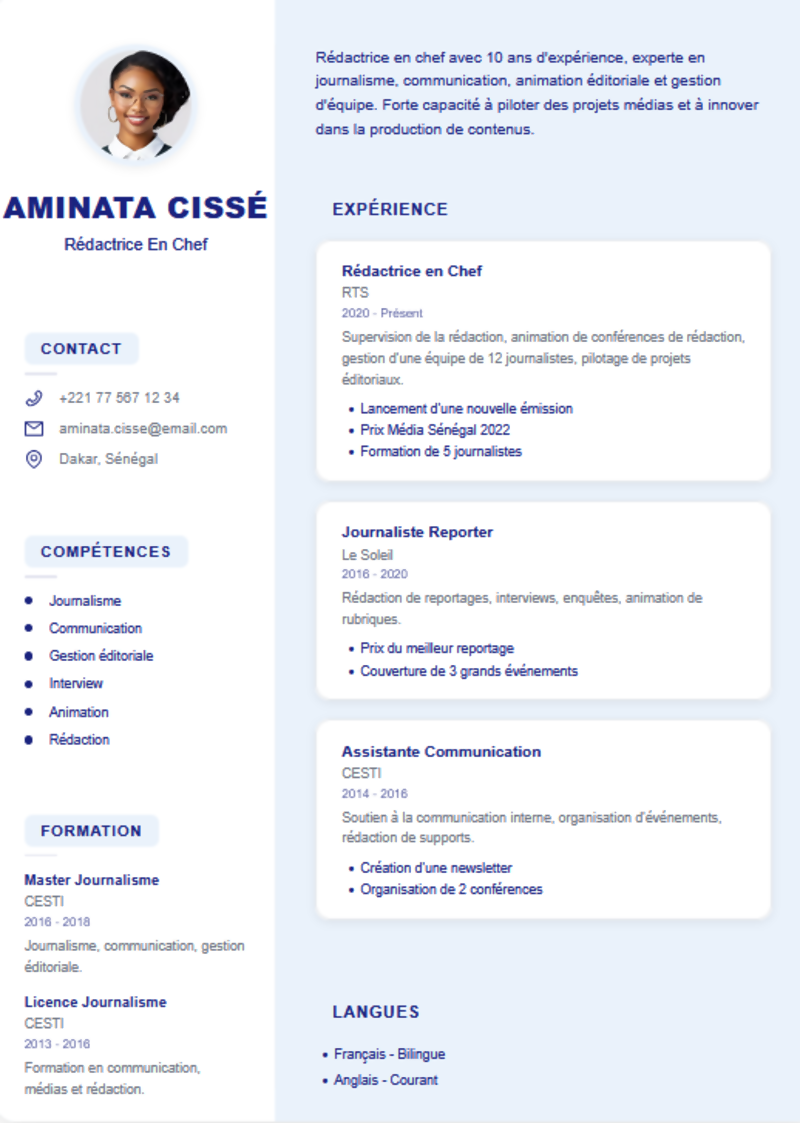 AMINATA CISSÉ
Rédactrice En Chef
CONTACT
+221 77 567 12 34
aminata.cisse@email.com
Dakar, Sénégal
COMPÉTENCES
Journalisme
Communication
Gestion éditoriale
Interview
Animation
Rédaction
FORMATION
Master Journalisme
CESTI
2016 - 2018
Journalisme, communication, gestion
éditoriale.
Licence Journalisme
CESTI
2013 - 2016
Formation en communication,
médias et rédaction.
Rédactrice en chef avec 10 ans d'expérience, experte en
journalisme, communication, animation éditoriale et gestion
d'équipe. Forte capacité à piloter des projets médias et à innover
dans la production de contenus.
EXPÉRIENCE
Rédactrice en Chef
RTS
2020 - Présent
Supervision de la rédaction, animation de conférences de rédaction,
gestion d'une équipe de 12 journalistes, pilotage de projets
éditoriaux.
• Lancement d'une nouvelle émission
• Prix Média Sénégal 2022
• Formation de 5 journalistes
Journaliste Reporter
Le Soleil
2016 - 2020
Rédaction de reportages, interviews, enquêtes, animation de
rubriques.
• Prix du meilleur reportage
• Couverture de 3 grands événements
Assistante Communication
CESTI
2014 - 2016
Soutien à la communication interne, organisation d'événements,
rédaction de supports.
• Création d'une newsletter
• Organisation de 2 conférences
LANGUES
• Français - Bilingue
• Anglais - Courant